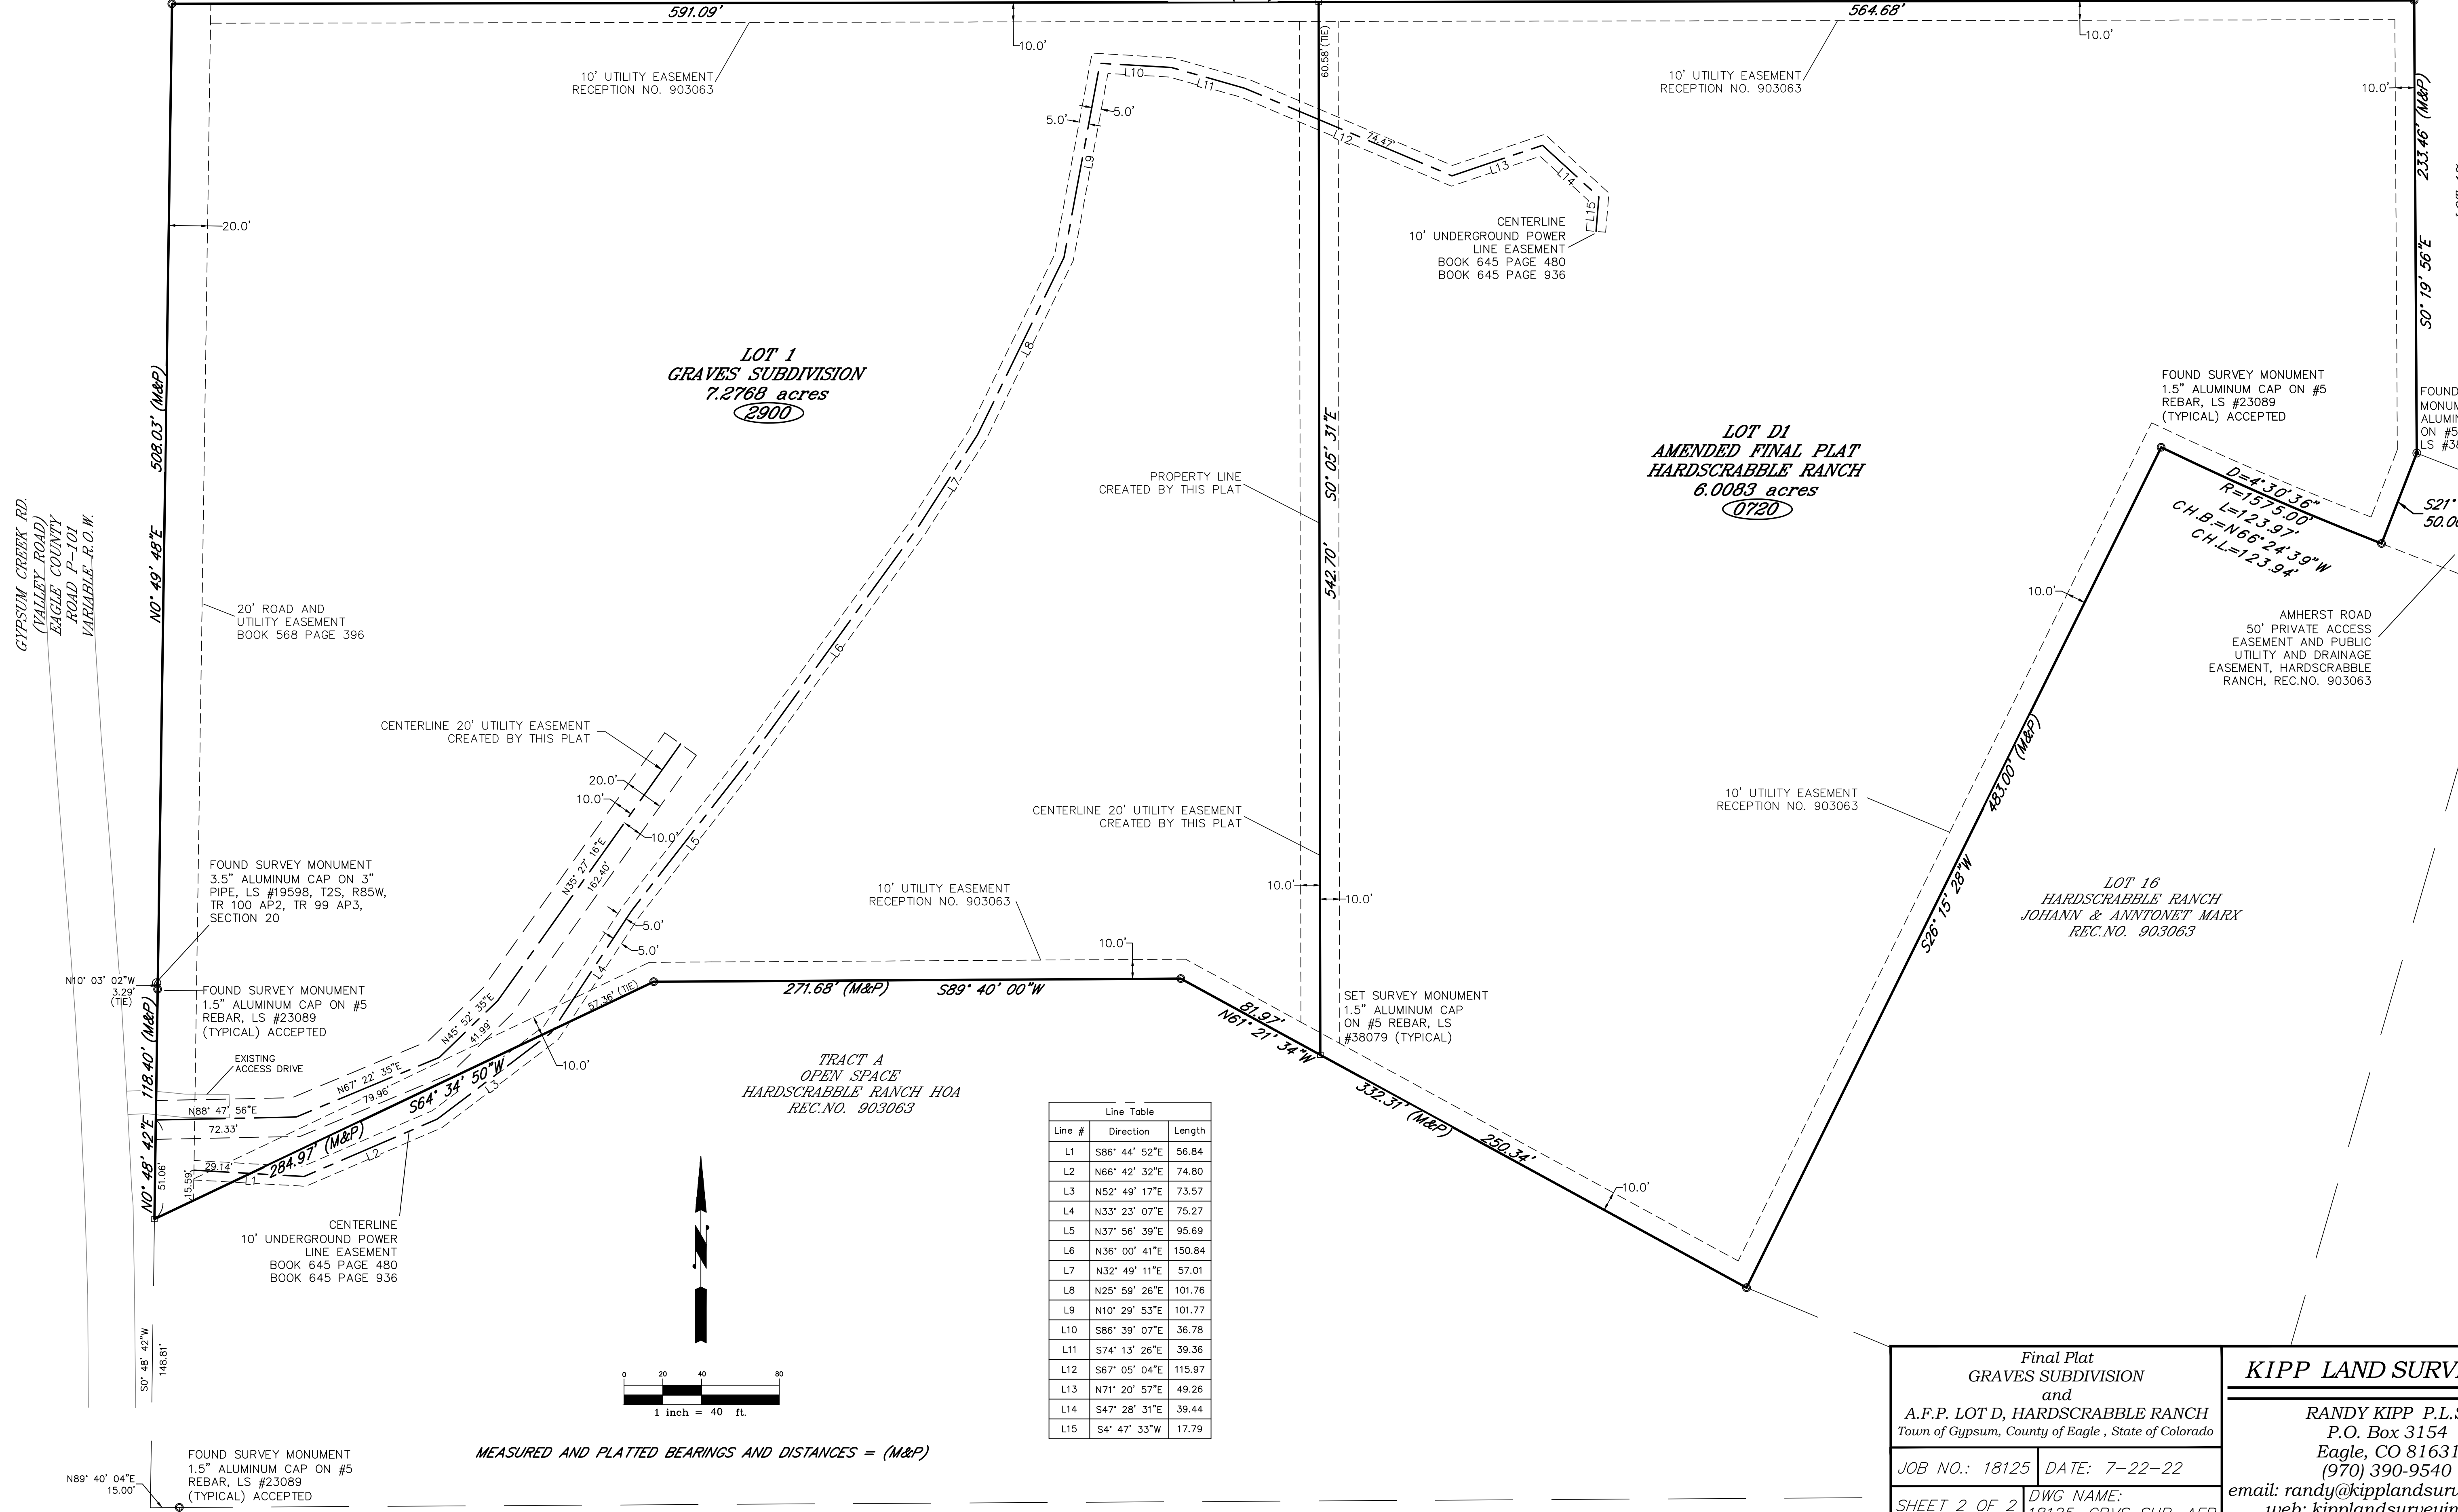 591.09'
564.68'
10.0'
10.0'
10' UTILITY EASEMENT
RECEPTION NO. 903063
60.58' (TIE)
10' UTILITY EASEMENT
RECEPTION NO. 903063
10.0'
233.46' (M&P)
S0° 19' 56"E
L10
L11
5.0'
5.0'
L9
L12
74.47'
L13
L14
L15
20.0'
CENTERLINE
10' UNDERGROUND POWER
LINE EASEMENT
BOOK 645 PAGE 480
BOOK 645 PAGE 936
L8
LOT 1
GRAVES SUBDIVISION
7.2768 acres
2900
508.03' (M&P)
N0° 49' 48"E
FOUND SURVEY MONUMENT
1.5" ALUMINUM CAP ON #5
REBAR, LS #23089
(TYPICAL) ACCEPTED
FOUND
ON #5
LOT D1
AMENDED FINAL PLAT
HARDSCRABBLE RANCH
6.0083 acres
0720
S0° 05' 31"E
542.70'
PROPERTY LINE
CREATED BY THIS PLAT
L7
D=4°30'36"
R=1575.00'
L=123.97'
CH.B.=N66°24'39"W
CH.L=123.94'
S21°
GYPSUM CREEK RD.
(VALLEY ROAD)
EAGLE COUNTY
ROAD P-101
VARIABLE R.O.W.
20' ROAD AND
UTILITY EASEMENT
BOOK 568 PAGE 396
10.0'
AMHERST ROAD
50' PRIVATE ACCESS
EASEMENT AND PUBLIC
UTILITY AND DRAINAGE
EASEMENT, HARDSCRABBLE
RANCH, REC.NO. 903063
L6
CENTERLINE 20' UTILITY EASEMENT
CREATED BY THIS PLAT
20.0'
10.0'
10.0'
L5
N35° 27' 16"E
162.40'
483.00' (M&P)
S26° 15' 28"W
10' UTILITY EASEMENT
RECEPTION NO. 903063
CENTERLINE 20' UTILITY EASEMENT
CREATED BY THIS PLAT
10.0'
10.0'
FOUND SURVEY MONUMENT
3.5" ALUMINUM CAP ON 3"
PIPE, LS #19598, T2S, R85W,
TR 100 AP2, TR 99 AP3,
SECTION 20
10' UTILITY EASEMENT
RECEPTION NO. 903063
LOT 16
HARDSCRABBLE RANCH
JOHANN & ANNTONET MARX
REC.NO. 903063
5.0'
5.0'
L4
10.0'
57.36' (TIE)
N10° 03' 02"W
3.29'
(TIE)
FOUND SURVEY MONUMENT
1.5" ALUMINUM CAP ON #5
REBAR, LS #23089
(TYPICAL) ACCEPTED
271.68' (M&P)
S89° 40' 00"W
81.97'
N61° 21' 34"W
SET SURVEY MONUMENT
1.5" ALUMINUM CAP
ON #5 REBAR, LS
#38079 (TYPICAL)
118.40' (M&P)
N0° 48' 42"E
N45° 52' 35"E
41.99'
10.0'
EXISTING
ACCESS DRIVE
N67° 22' 35"E
79.96'
S64° 34' 50"W
284.97' (M&P)
L3
N88° 47' 56"E
72.33'
L2
29.14'
L1
51.06'
15.59'
TRACT A
OPEN SPACE
HARDSCRABBLE RANCH HOA
REC.NO. 903063
332.31' (M&P)
250.34'
10.0'
CENTERLINE
10' UNDERGROUND POWER
LINE EASEMENT
BOOK 645 PAGE 480
BOOK 645 PAGE 936
N
Line Table
Line # Direction Length
L1 S86° 44' 52"E 56.84
L2 N66° 42' 32"E 74.80
L3 N52° 49' 17"E 73.57
L4 N33° 23' 07"E 75.27
L5 N37° 56' 39"E 95.69
L6 N36° 00' 41"E 150.84
L7 N32° 49' 11"E 57.01
L8 N25° 59' 26"E 101.76
L9 N10° 29' 53"E 101.77
L10 S86° 39' 07"E 36.78
L11 S74° 13' 26"E 39.36
L12 S67° 05' 04"E 115.97
L13 N71° 20' 57"E 49.26
L14 S47° 28' 31"E 39.44
L15 S4° 47' 33"W 17.79
0 20 40 80
1 inch = 40 ft.
S0° 48' 42"W
148.81'
MEASURED AND PLATTED BEARINGS AND DISTANCES = (M&P)
FOUND SURVEY MONUMENT
1.5" ALUMINUM CAP ON #5
REBAR, LS #23089
(TYPICAL) ACCEPTED
N89° 40' 04"E
15.00'
Final Plat
GRAVES SUBDIVISION
and
A.F.P. LOT D, HARDSCRABBLE RANCH
Town of Gypsum, County of Eagle , State of Colorado
JOB NO.: 18125 DATE: 7-22-22
SHEET 2 OF 2
DWG NAME:
KIPP LAND
RANDY KIPP
P.O. Box 3154
Eagle, CO 81631
(970) 390-9540
email:
web: